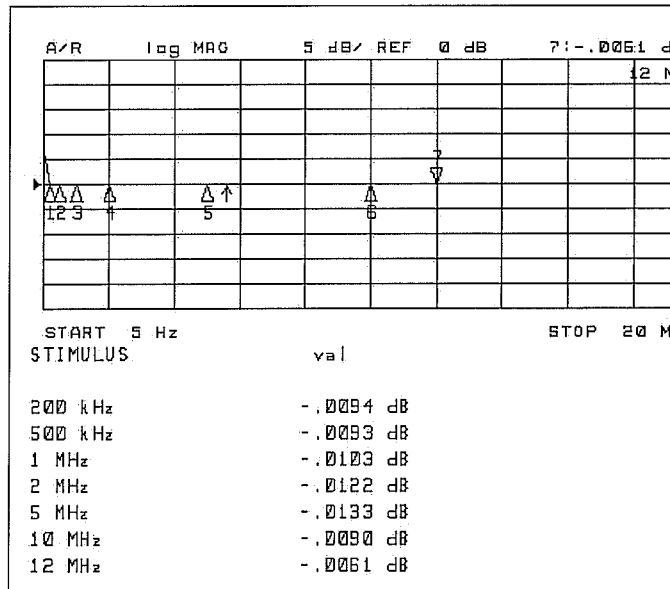 A/R log MAG 5 dB/ REF 0 dB 7:-.0061 d
12 M
7
1 2 3 4 5 6
START 5 Hz STOP 20 M
STIMULUS val
200 kHz -.0094 dB
500 kHz -.0093 dB
1 MHz -.0103 dB
2 MHz -.0122 dB
5 MHz -.0133 dB
10 MHz -.0090 dB
12 MHz -.0061 dB